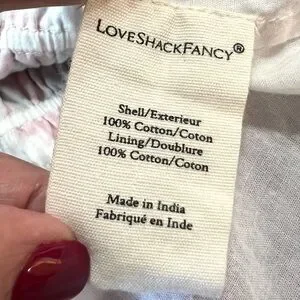 LOVESHACKFANCY®
Shell/Exterieur
100% Cotton/Coton
Lining/Doublure
100% Cotton/Coton
Made in India
Fabriqué en Inde